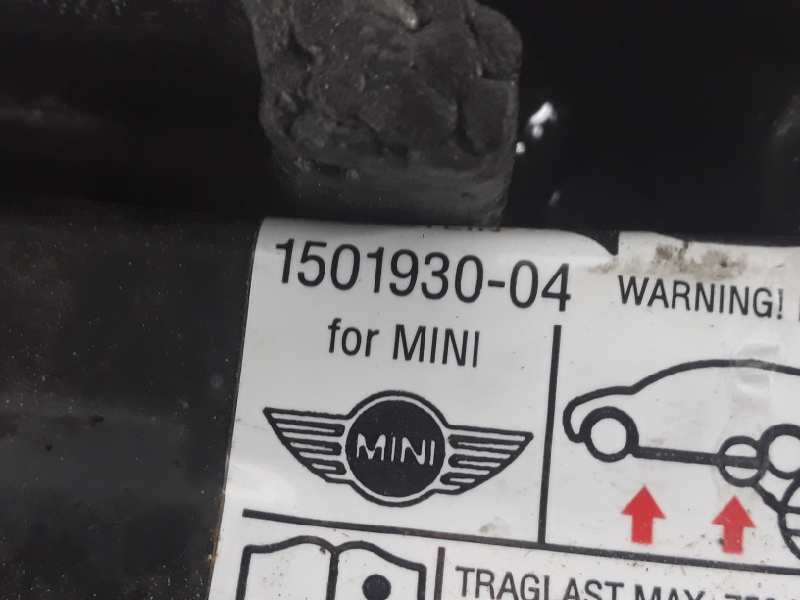 1501930-04
for MINI
WARNING!
MINI
TRAGLAST MAX.